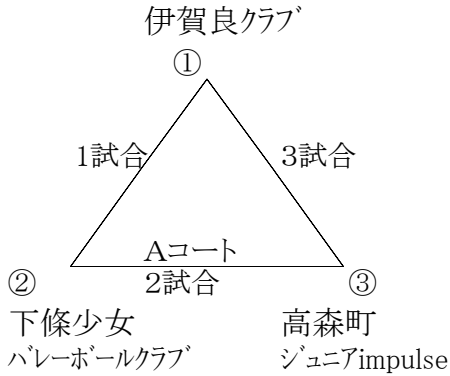 伊賀良ｸﾗﾌﾞ
①
1試合
3試合
Aコート
②
2試合
③
下條少女
ﾊﾞﾚｰﾎﾞｰﾙｸﾗﾌﾞ
高森町
ｼﾞｭﾆｱimpulse